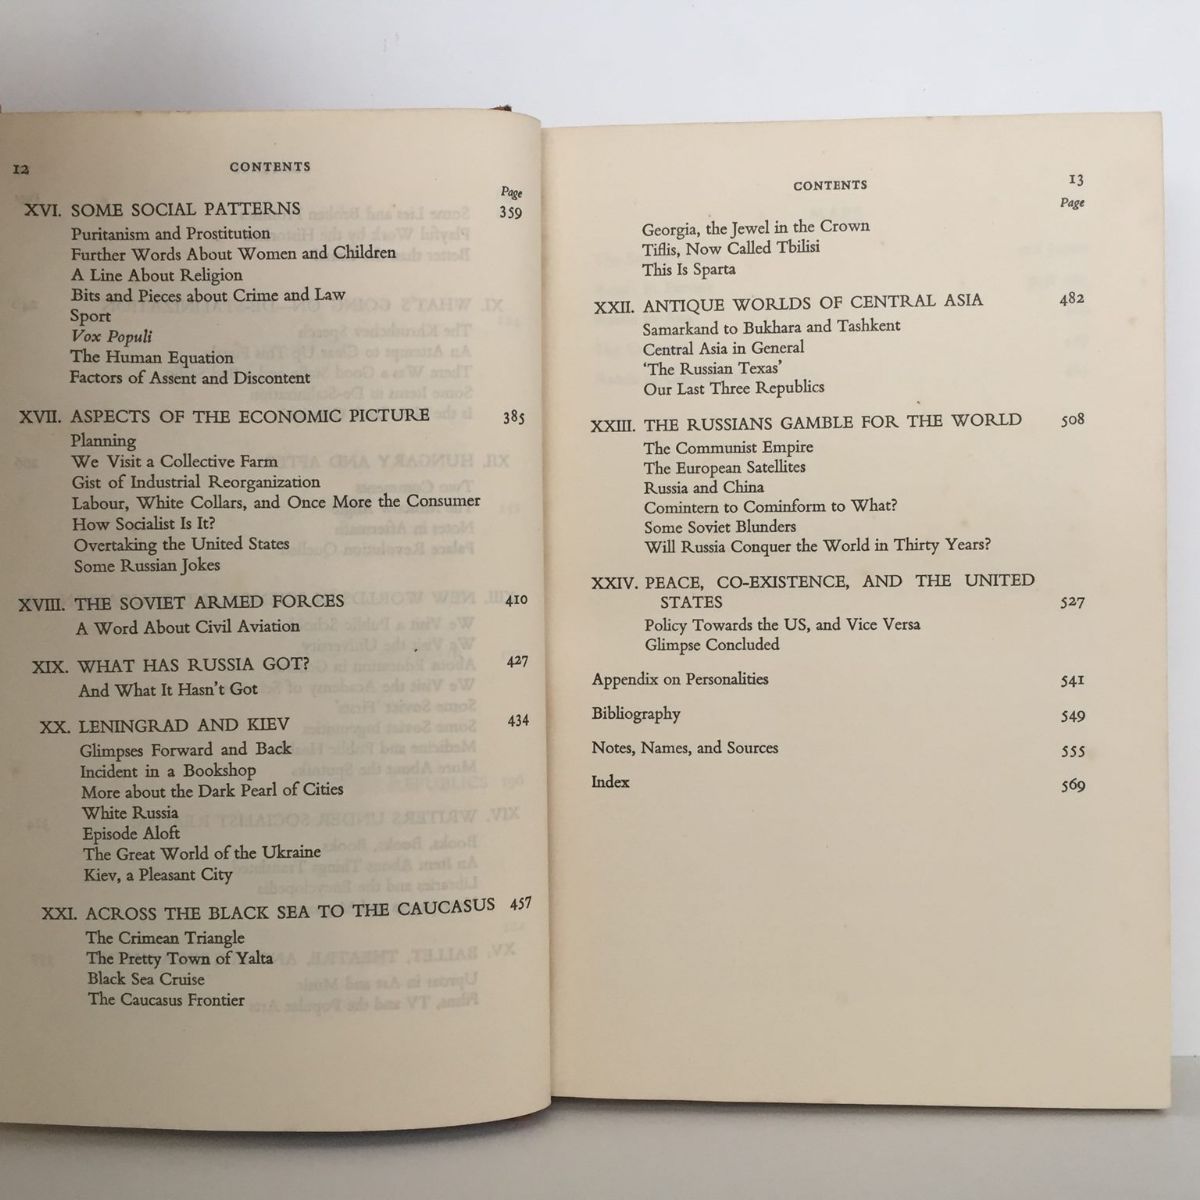 12
CONTENTS
Page
XVI. SOME SOCIAL PATTERNS 359
Puritanism and Prostitution
Further Words About Women and Children
A Line About Religion
Bits and Pieces about Crime and Law
Sport
Vox Populi
The Human Equation
Factors of Assent and Discontent
XVII. ASPECTS OF THE ECONOMIC PICTURE 385
Planning
We Visit a Collective Farm
Gist of Industrial Reorganization
Labour, White Collars, and Once More the Consumer
How Socialist Is It?
Overtaking the United States
Some Russian Jokes
XVIII. THE SOVIET ARMED FORCES 410
A Word About Civil Aviation
XIX. WHAT HAS RUSSIA GOT? 427
And What It Hasn't Got
XX. LENINGRAD AND KIEV 434
Glimpses Forward and Back
Incident in a Bookshop
More about the Dark Pearl of Cities
White Russia
Episode Aloft
The Great World of the Ukraine
Kiev, a Pleasant City
XXI. ACROSS THE BLACK SEA TO THE CAUCASUS 457
The Crimean Triangle
The Pretty Town of Yalta
Black Sea Cruise
The Caucasus Frontier
CONTENTS
13
Page
Georgia, the Jewel in the Crown
Tiflis, Now Called Tbilisi
This Is Sparta
XXII. ANTIQUE WORLDS OF CENTRAL ASIA 482
Samarkand to Bukhara and Tashkent
Central Asia in General
'The Russian Texas'
Our Last Three Republics
XXIII. THE RUSSIANS GAMBLE FOR THE WORLD 508
The Communist Empire
The European Satellites
Russia and China
Comintern to Cominform to What?
Some Soviet Blunders
Will Russia Conquer the World in Thirty Years?
XXIV. PEACE, CO-EXISTENCE, AND THE UNITED
STATES 527
Policy Towards the US, and Vice Versa
Glimpse Concluded
Appendix on Personalities 541
Bibliography 549
Notes, Names, and Sources 555
Index 569